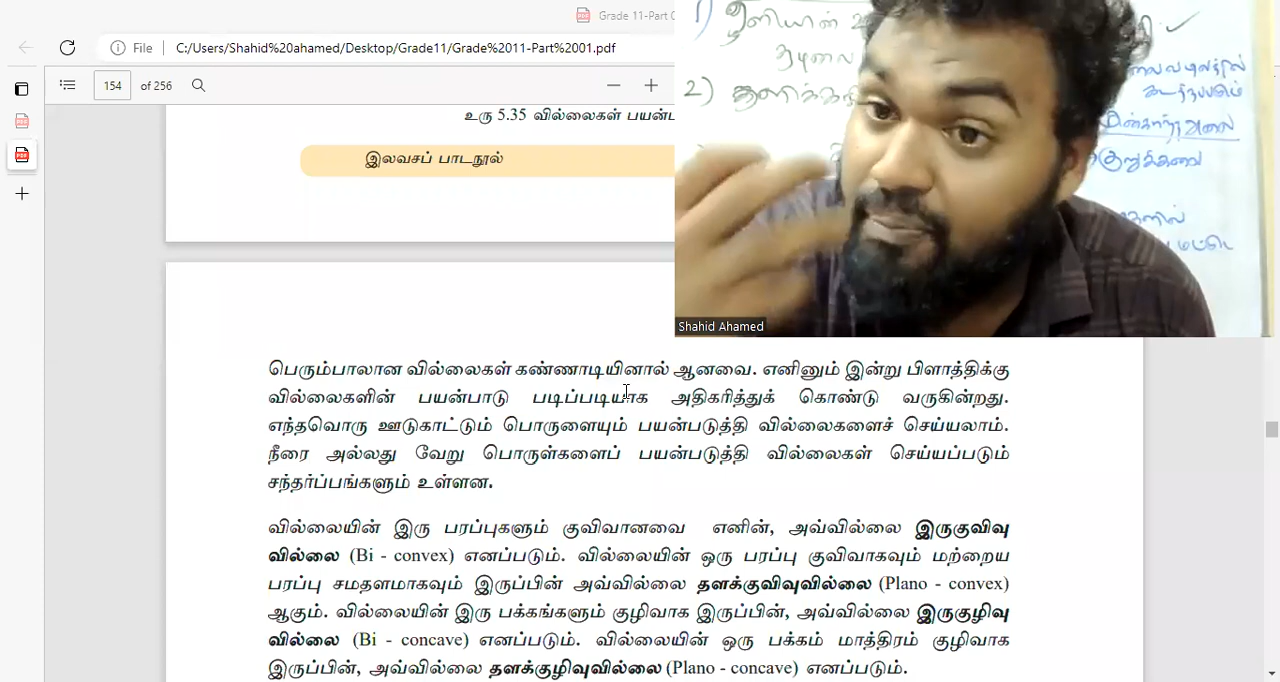 Grade 11-Part
File
C:/Users/Shahid%20ahamed/Desktop/Grade11/Grade%2011-Part%2001.pdf
154 of 256
உரு 5.35 வில்லைகள்
இலவசப் பாடநூல்
1) ஒளியின்
2)
Shahid Ahamed
பெரும்பாலான வில்லைகள் கண்ணாடியினால் ஆனவை. எனினும் இன்று பிளாத்திக்கு
வில்லைகளின் பயன்பாடு படிப்படியாக அதிகரித்துக் கொண்டு வருகின்றது.
எந்தவொரு ஊடுகாட்டும் பொருளையும் பயன்படுத்தி வில்லைகளைச் செய்யலாம்.
நீரை அல்லது வேறு பொருள்களைப் பயன்படுத்தி வில்லைகள் செய்யப்படும்
சந்தர்ப்பங்களும் உள்ளன.
வில்லையின் இரு பரப்புகளும் குவிவானவை எனின், அவ்வில்லை இருகுவிவு
வில்லை (Bi - convex) எனப்படும். வில்லையின் ஒரு பரப்பு குவிவாகவும் மற்றைய
பரப்பு சமதளமாகவும் இருப்பின் அவ்வில்லை தளக்குவிவுவில்லை (Plano - convex)
ஆகும். வில்லையின் இரு பக்கங்களும் குழிவாக இருப்பின், அவ்வில்லை இருகுழிவு
வில்லை (Bi - concave) எனப்படும். வில்லையின் ஒரு பக்கம் மாத்திரம் குழிவாக
இருப்பின், அவ்வில்லை தளக்குழிவுவில்லை (Plano - concave) எனப்படும்.